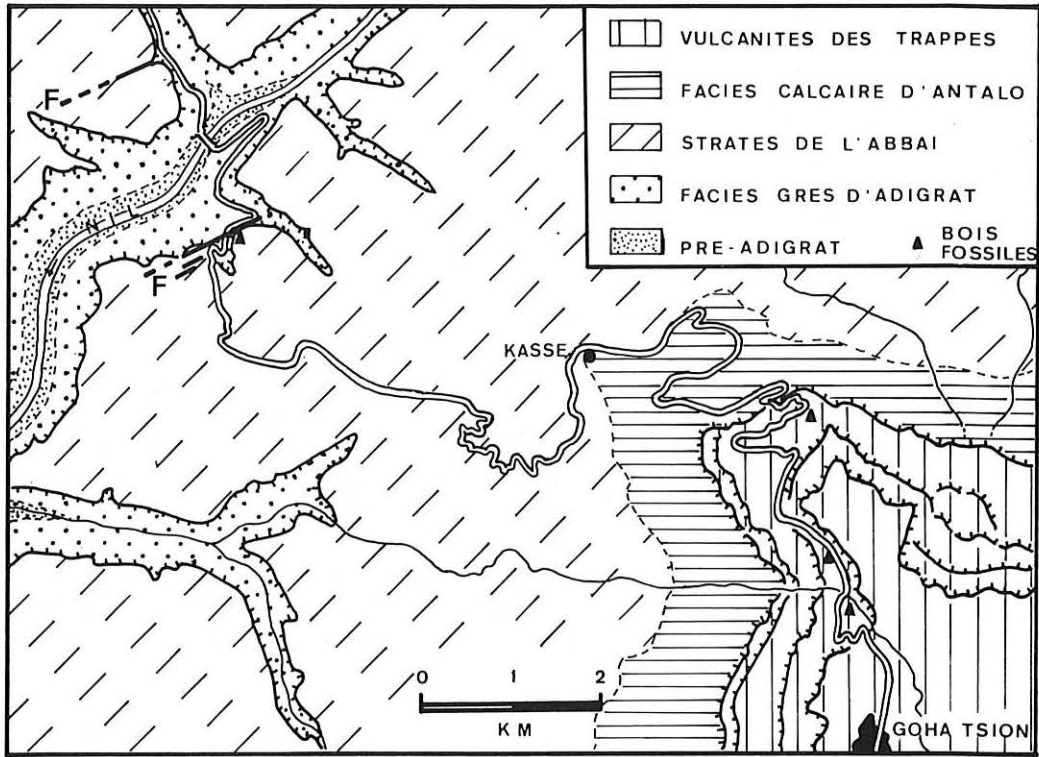 VULCANITES DES TRAPPES
FACIES CALCAIRE D'ANTALO
STRATES DE L'ABBAI
FACIES GRES D'ADIGRAT
PRE-ADIGRAT
BOIS
FOSSILES
F
NIL
F
KASSE
0 1 2
KM
GOHA TSION